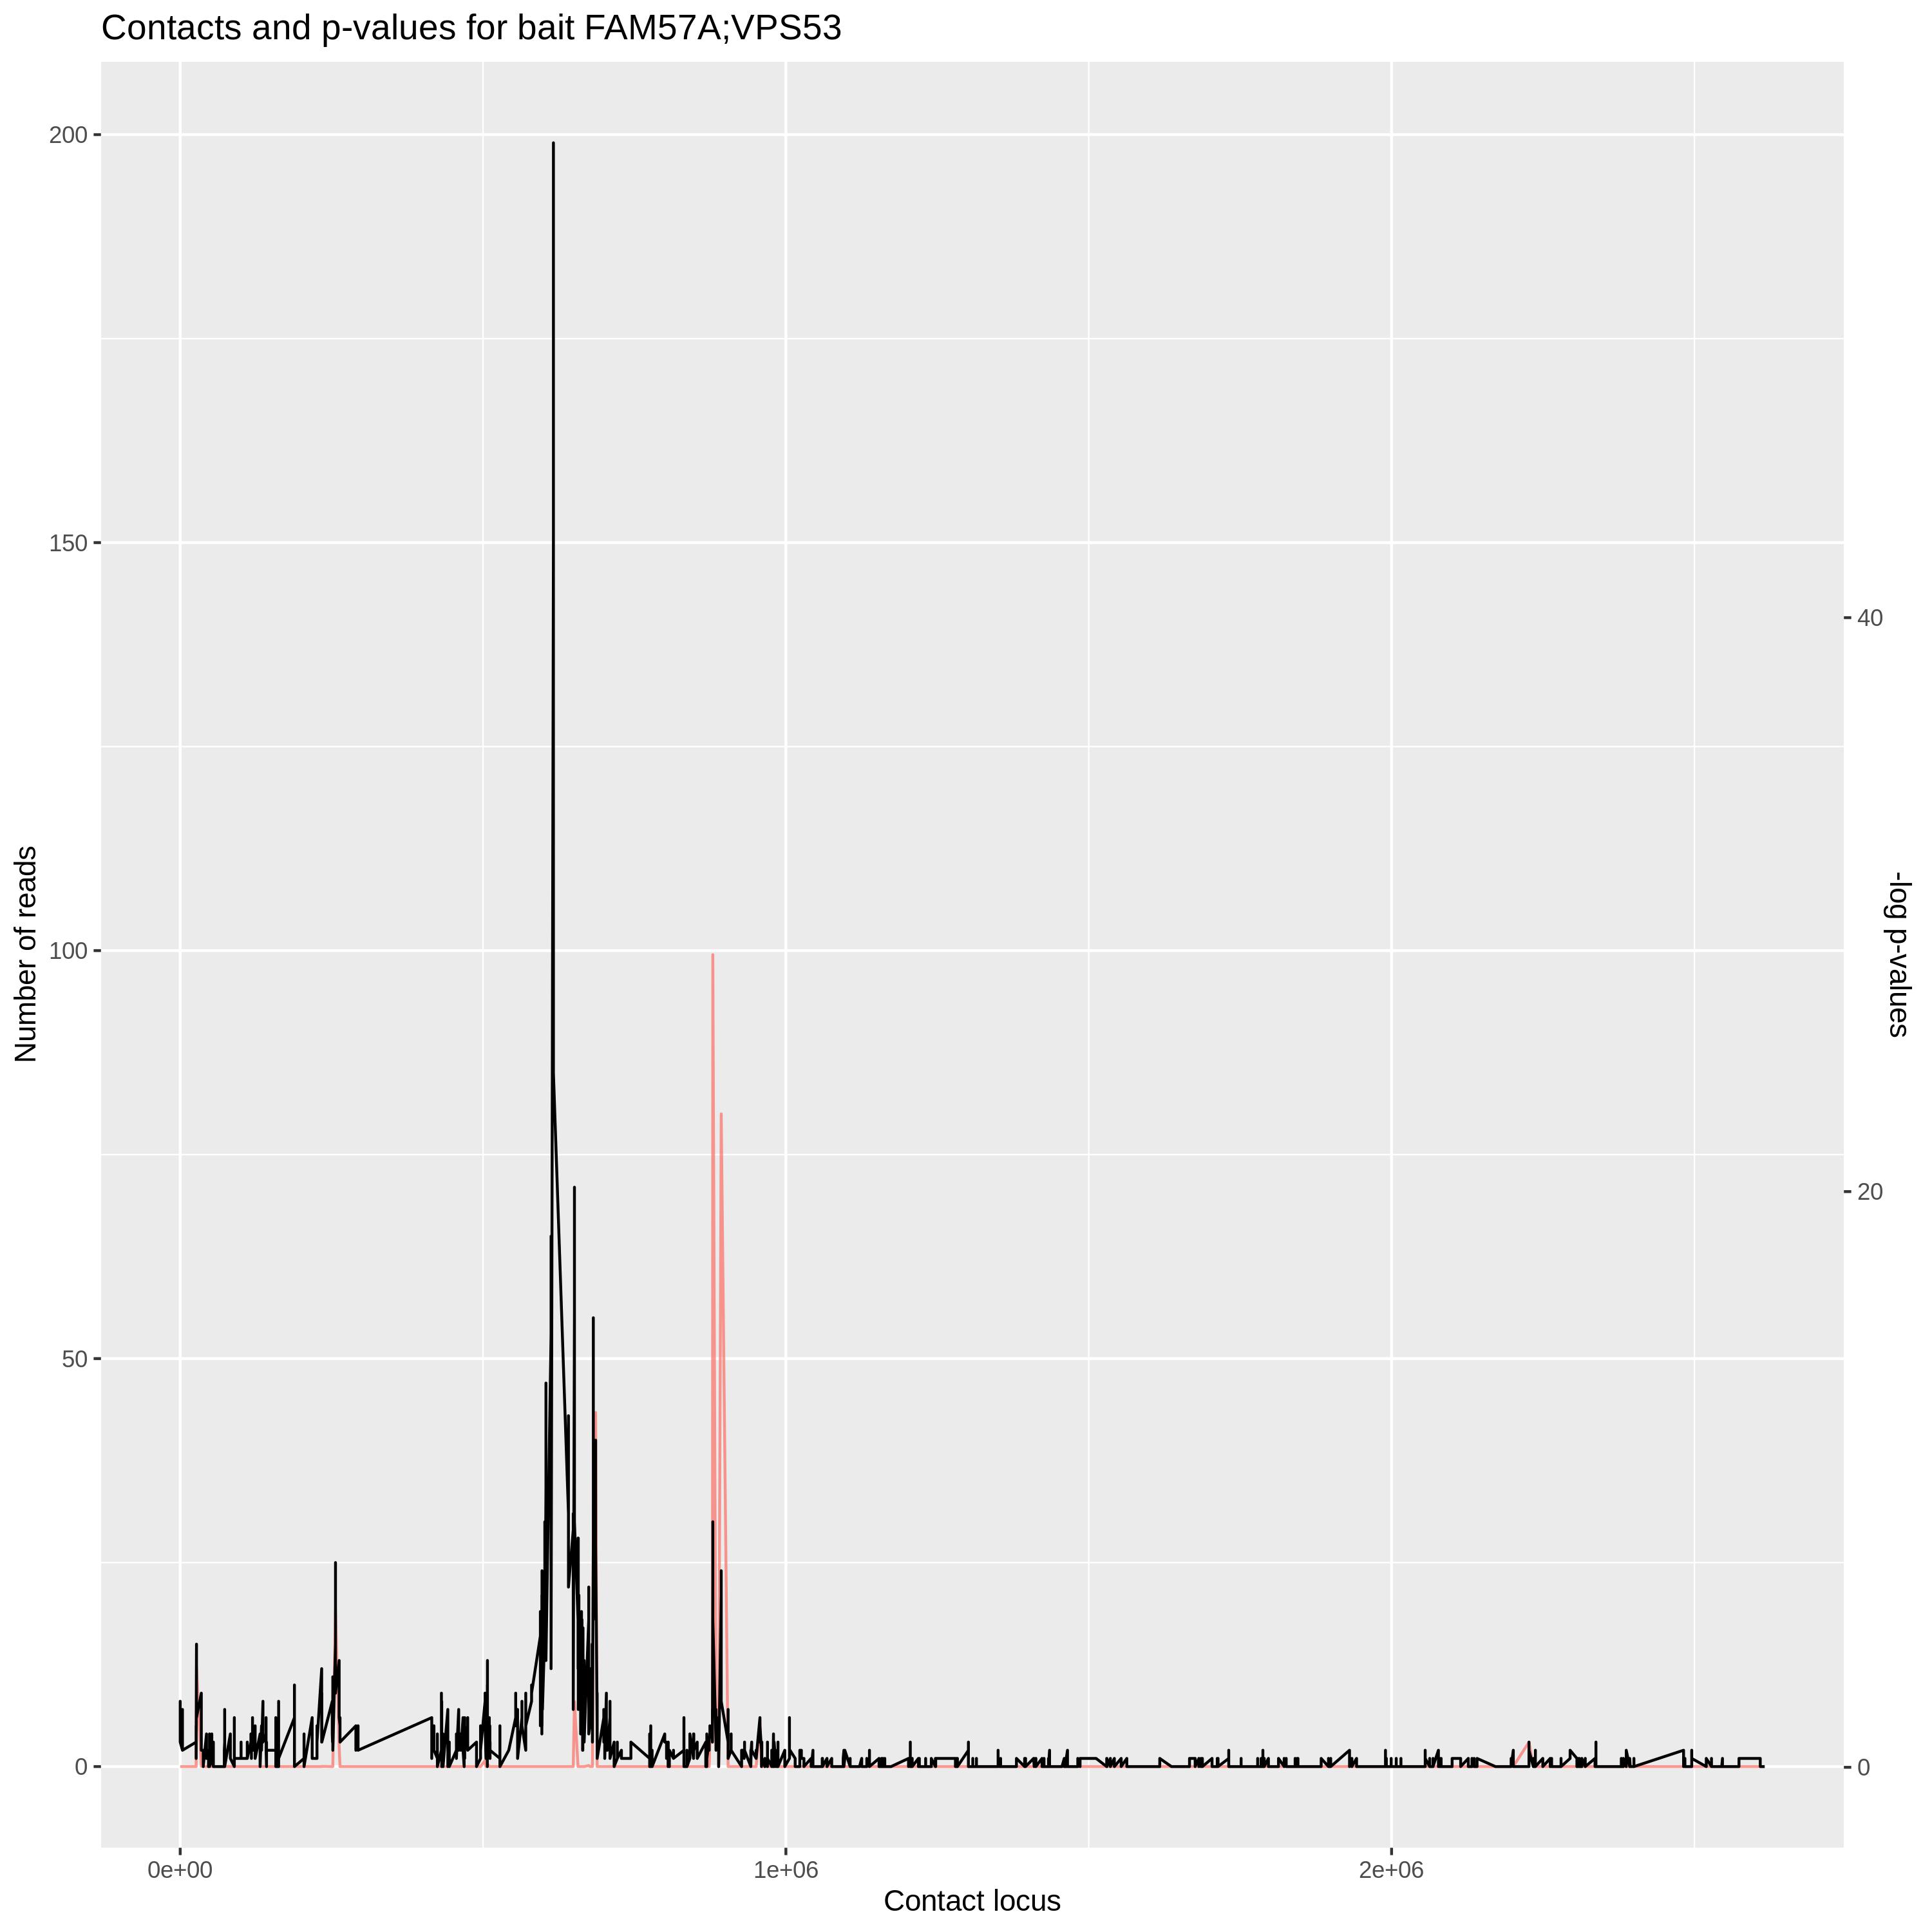 Contacts and p-values for bait FAM57A;VPS53
200
150
100
50
0
Number of reads
40
20
0
-log p-values
0e+00
1e+06
2e+06
Contact locus